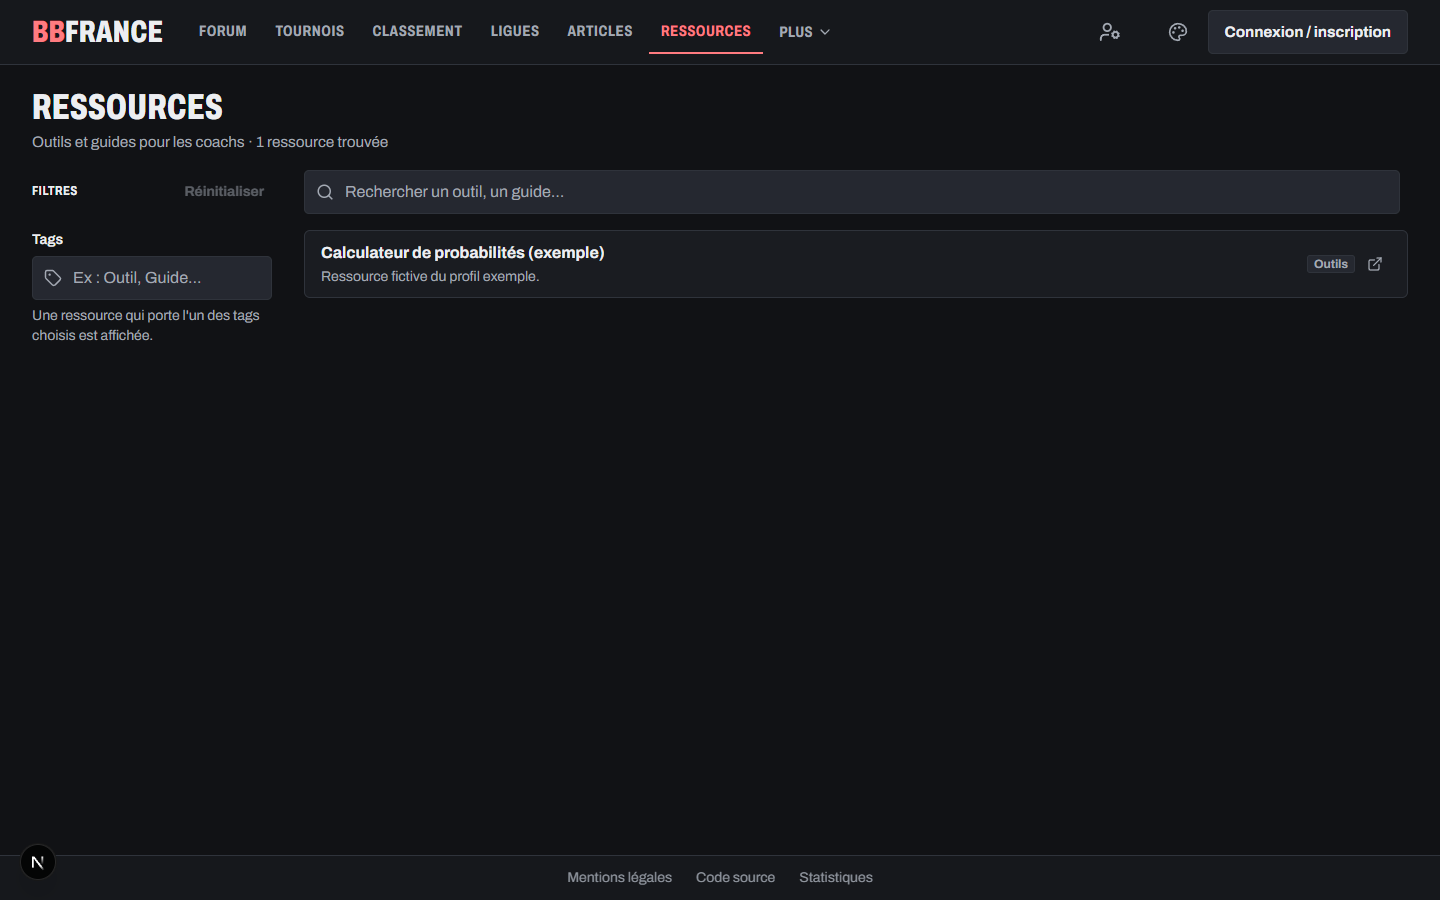 BBFRANCE
FORUM TOURNOIS CLASSEMENT LIGUES ARTICLES RESSOURCES PLUS
Connexion / inscription
RESSOURCES
Outils et guides pour les coachs · 1 ressource trouvée
FILTRES
Réinitialiser
Rechercher un outil, un guide...
Tags
Ex : Outil, Guide...
Une ressource qui porte l'un des tags
choisis est affichée.
Calculateur de probabilités (exemple)
Ressource fictive du profil exemple.
Outils
N
Mentions légales Code source Statistiques